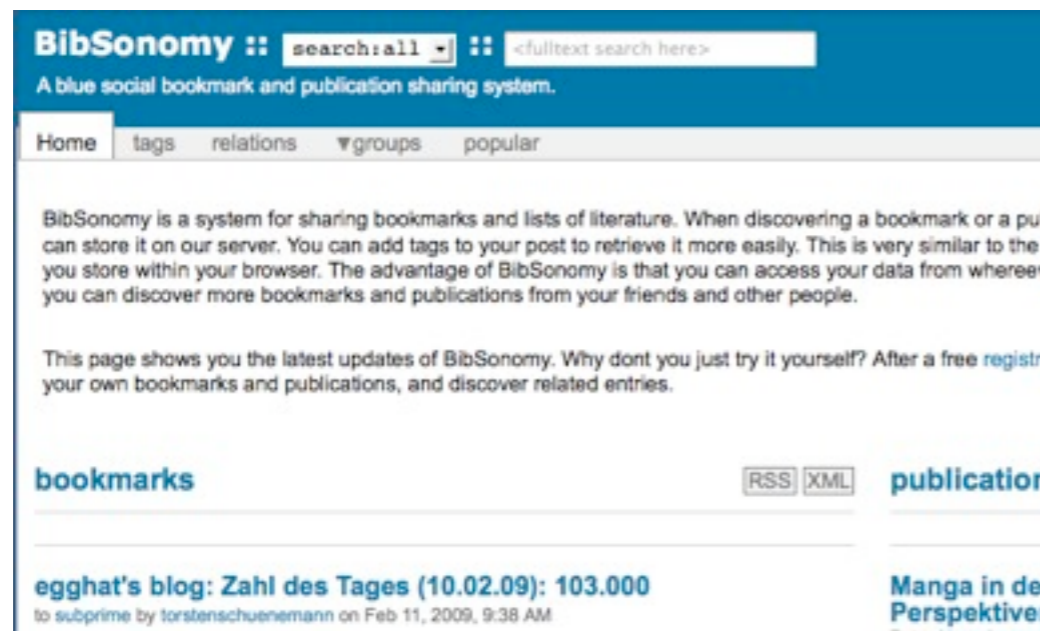 BibSonomy :: search:all :: <fulltext search here>
A blue social bookmark and publication sharing system.
Home tags relations ▼groups popular
BibSonomy is a system for sharing bookmarks and lists of literature. When discovering a bookmark or a pu
can store it on our server. You can add tags to your post to retrieve it more easily. This is very similar to the
you store within your browser. The advantage of BibSonomy is that you can access your data from whereev
you can discover more bookmarks and publications from your friends and other people.
This page shows you the latest updates of BibSonomy. Why dont you just try it yourself? After a free registr
your own bookmarks and publications, and discover related entries.
bookmarks RSS XML publication
egghat's blog: Zahl des Tages (10.02.09): 103.000
to subprime by torstenschuenemann on Feb 11, 2009, 9:38 AM
Manga in de
Perspektive